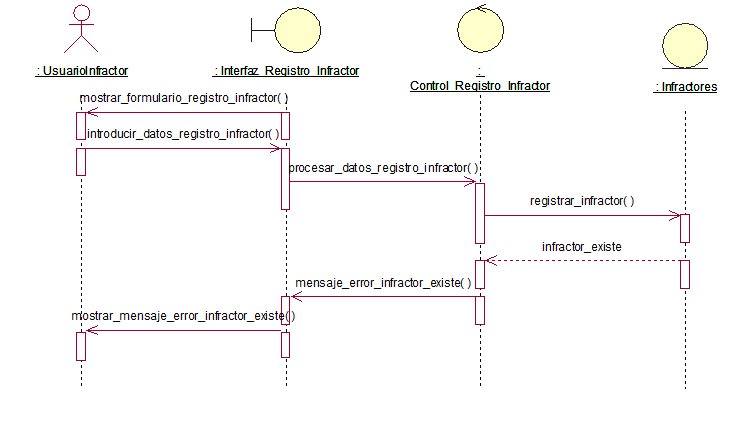 : UsuarioInfractor
: Interfaz_Registro_Infractor
:
Control_Registro_Infractor
: Infractores
mostrar_formulario_registro_infractor( )
introducir_datos_registro_infractor( )
procesar_datos_registro_infractor( )
registrar_infractor( )
infractor_existe
mensaje_error_infractor_existe( )
mostrar_mensaje_error_infractor_existe( )